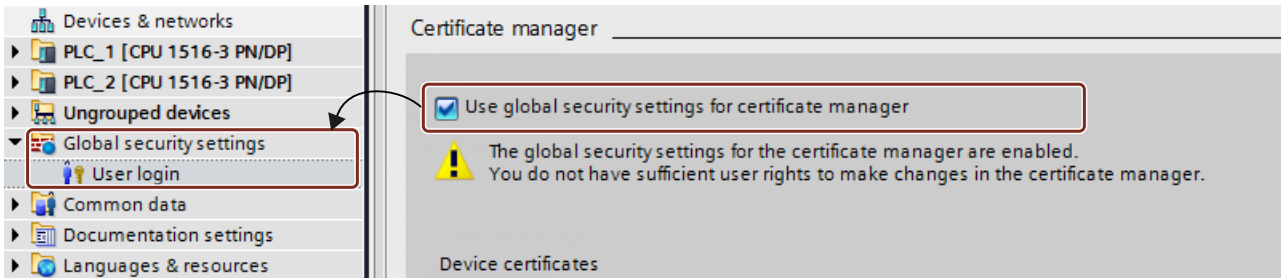 Devices & networks
PLC_1 [CPU 1516-3 PN/DP]
PLC_2 [CPU 1516-3 PN/DP]
Ungrouped devices
Global security settings
User login
Common data
Documentation settings
Languages & resources
Certificate manager
Use global security settings for certificate manager
The global security settings for the certificate manager are enabled.
You do not have sufficient user rights to make changes in the certificate manager.
Device certificates